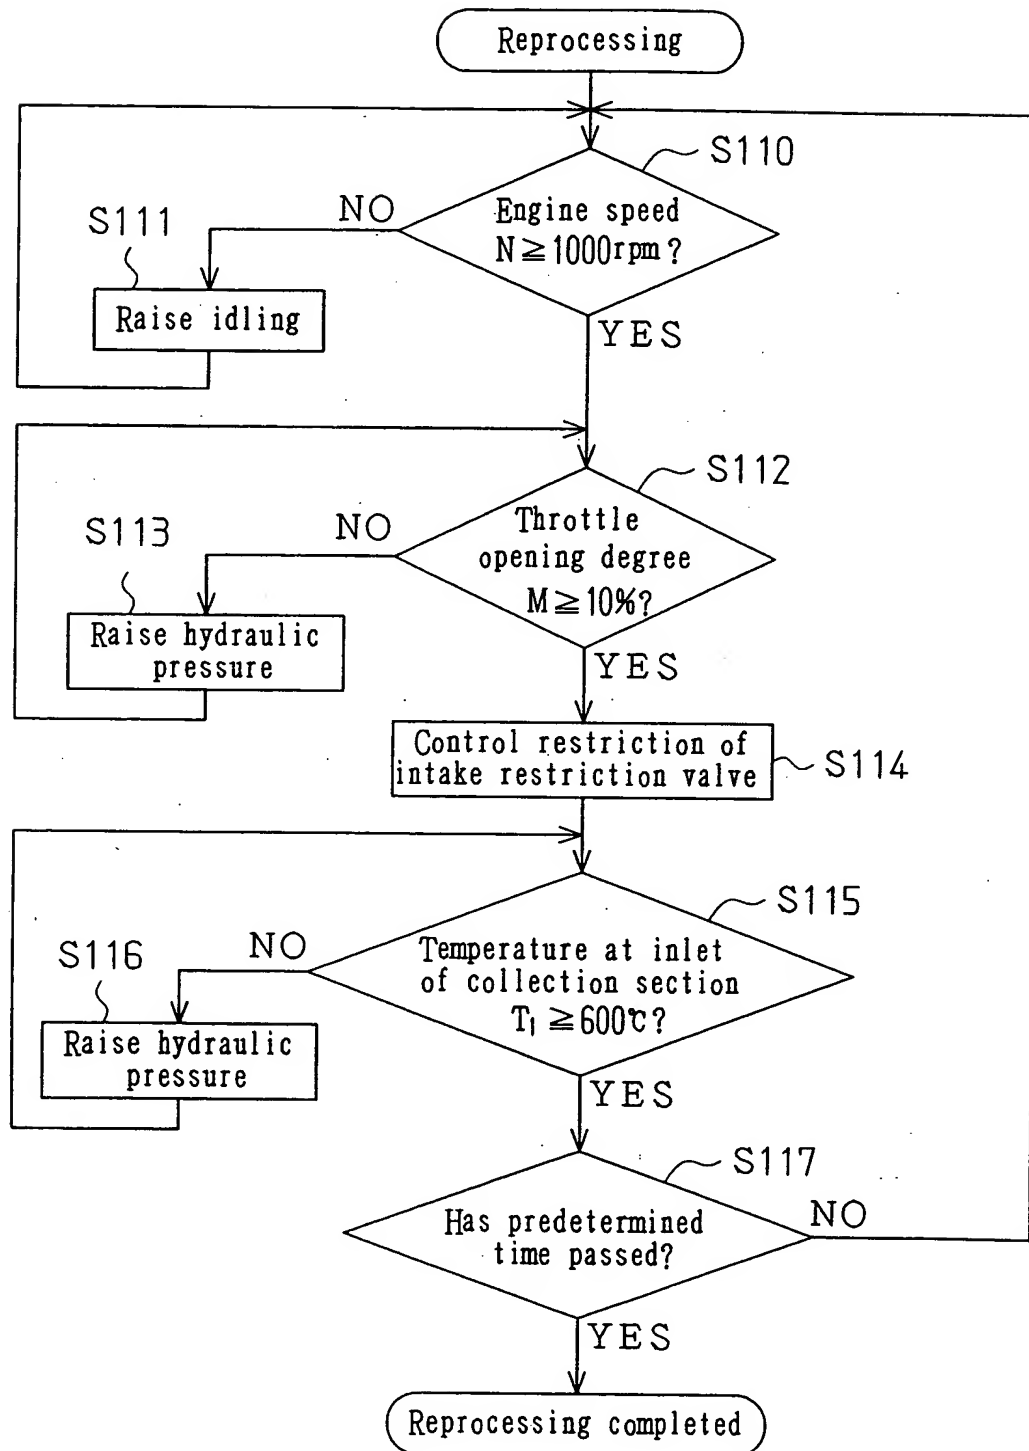 Reprocessing
S110
Engine speed
N≧1000rpm?
NO
S111
Raise idling
YES
S112
Throttle
opening degree
M≧10%?
NO
S113
Raise hydraulic
pressure
YES
Control restriction of
intake restriction valve
S114
S115
Temperature at inlet
of collection section
T₁ ≧600℃?
NO
S116
Raise hydraulic
pressure
YES
S117
Has predetermined
time passed?
NO
YES
Reprocessing completed